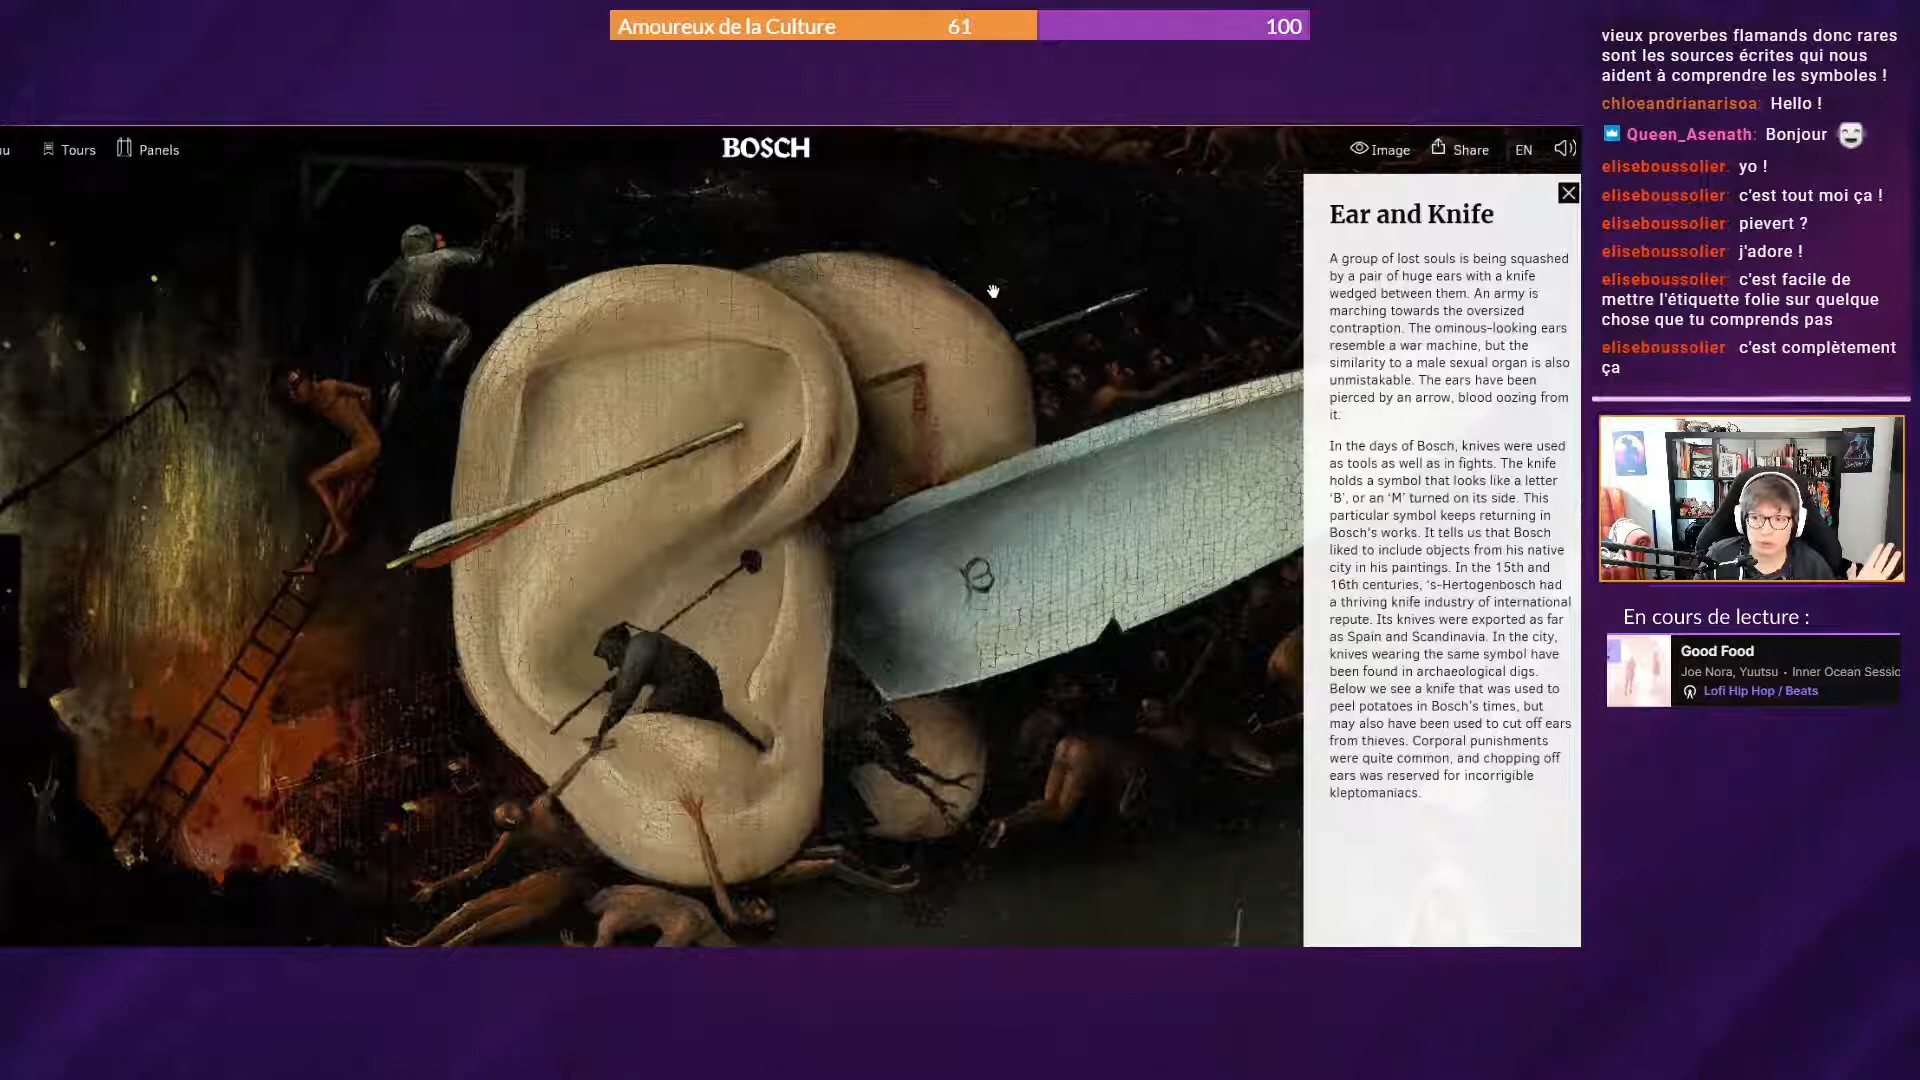 Amoureux de la Culture 61 100
Tours
Panels
BOSCH
Image
Share
EN
Ear and Knife
A group of lost souls is being squashed
by a pair of huge ears with a knife
wedged between them. An army is
marching towards the oversized
contraption. The ominous-looking ears
resemble a war machine, but the
similarity to a male sexual organ is also
unmistakable. The ears have been
pierced by an arrow, blood oozing from
it.
In the days of Bosch, knives were used
as tools as well as in fights. The knife
holds a symbol that looks like a letter
‘B’, or an ‘M’ turned on its side. This
particular symbol keeps returning in
Bosch’s works. It tells us that Bosch
liked to include objects from his native
city in his paintings. In the 15th and
16th centuries, ‘s-Hertogenbosch had
a thriving knife industry of international
repute. Its knives were exported as far
as Spain and Scandinavia. In the city,
knives wearing the same symbol have
been found in archaeological digs.
Below we see a knife that was used to
peel potatoes in Bosch’s times, but
may also have been used to cut off ears
from thieves. Corporal punishments
were quite common, and chopping off
ears was reserved for incorrigible
kleptomaniacs.
vieux proverbes flamands donc rares
sont les sources écrites qui nous
aident à comprendre les symboles !
chloeandrianarisoa: Hello !
Queen_Asenath: Bonjour
eliseboussolier: yo !
eliseboussolier: c'est tout moi ça !
eliseboussolier: pievert ?
eliseboussolier: j'adore !
eliseboussolier: c'est facile de
mettre l'étiquette folie sur quelque
chose que tu comprends pas
eliseboussolier: c'est complètement
ça
En cours de lecture :
Good Food
Joe Nora, Yuutsu • Inner Ocean Sessic
Lofi Hip Hop / Beats